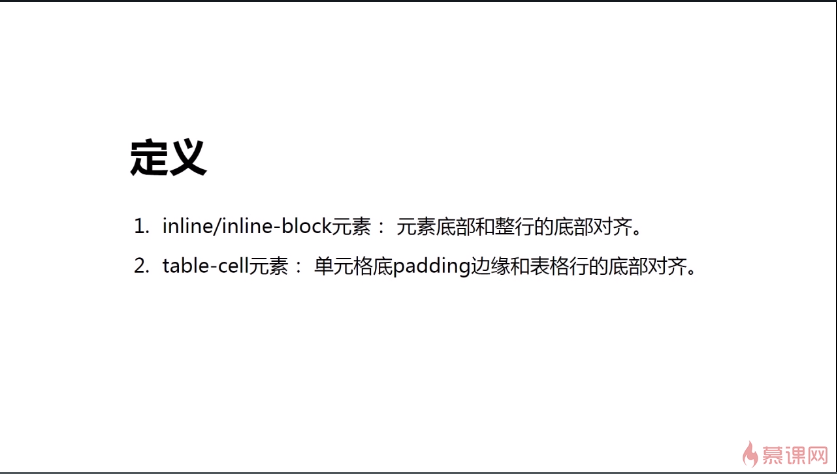 定义
1. inline/inline-block元素： 元素底部和整行的底部对齐。
2. table-cell元素： 单元格底padding边缘和表格行的底部对齐。
慕课网